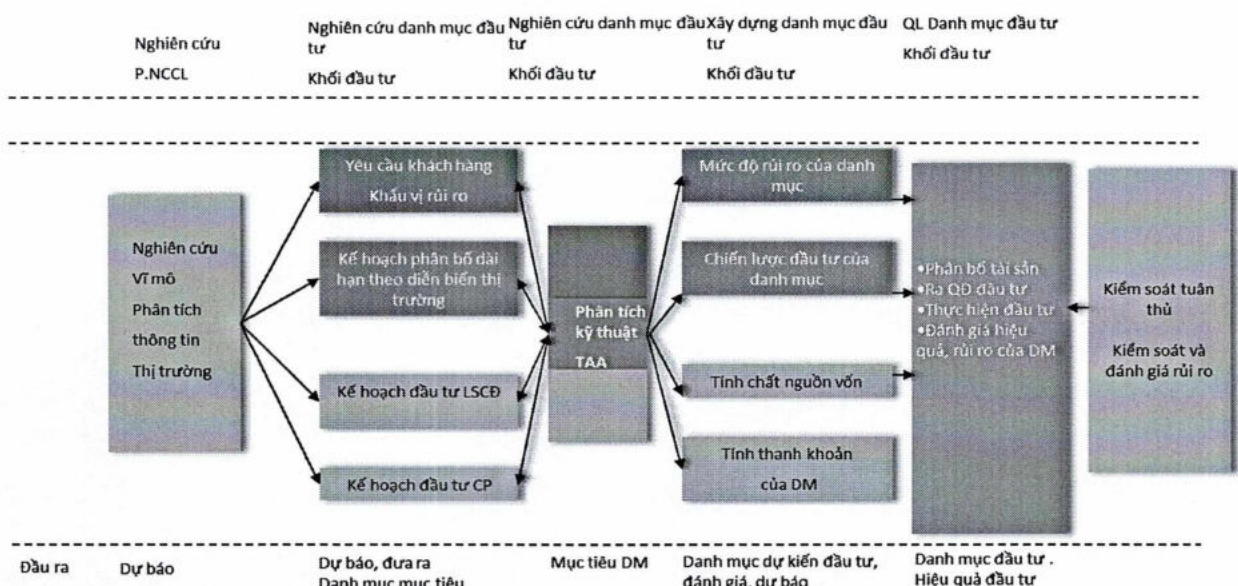 Nghiên cứu
P.NCCL
Nghiên cứu danh mục đầu
tư
Khối đầu tư
Nghiên cứu danh mục đầu
tư
Khối đầu tư
Xây dựng danh mục đầu
tư
Khối đầu tư
QL Danh mục đầu tư
Khối đầu tư
Nghiên cứu
Vĩ mô
Phân tích
thông tin
Thị trường
Yêu cầu khách hàng
Khẩu vị rủi ro
Kế hoạch phân bổ dài
hạn theo diễn biến thị
trường
Kế hoạch đầu tư LSCĐ
Kế hoạch đầu tư CP
Phân tích
kỹ thuật
TAA
Mức độ rủi ro của danh
mục
Chiến lược đầu tư của
danh mục
Tính chất nguồn vốn
Tính thanh khoản
của DM
•Phân bổ tài sản
•Ra QĐ đầu tư
•Thực hiện đầu tư
•Đánh giá hiệu
quả, rủi ro của DM
Kiểm soát tuân
thủ
Kiểm soát và
đánh giá rủi ro
Đầu ra
Dự báo
Dự báo, đưa ra
Danh mục mục tiêu
Mục tiêu DM
Danh mục dự kiến đầu tư,
đánh giá, dự báo
Danh mục đầu tư .
Hiệu quả đầu tư